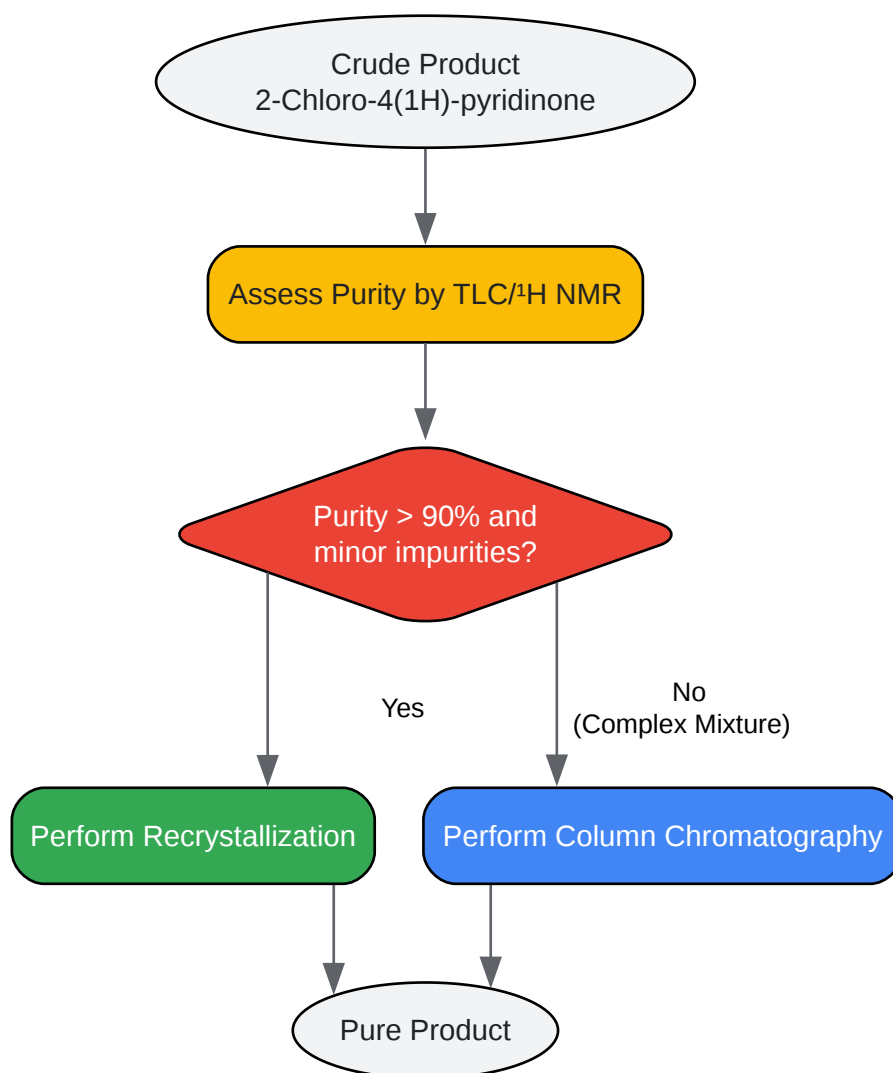 Crude Product
2-Chloro-4(1H)-pyridinone
Assess Purity by TLC/¹H NMR
Purity > 90% and
minor impurities?
Yes
No
(Complex Mixture)
Perform Recrystallization
Perform Column Chromatography
Pure Product